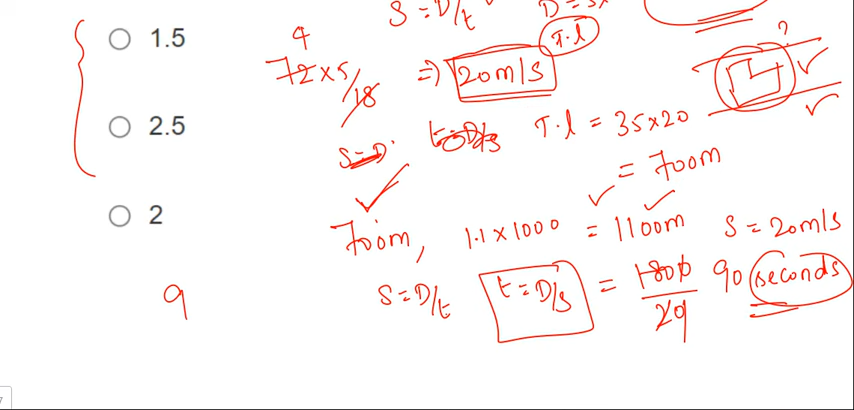 S = D/t
1.5
4
72 x 5/18 => 20 m/s
T.l
?
2.5
S = D
t = D/s
T.l = 35 x 20
= 700m
2
700m, 1.1 x 1000 = 1100m S = 20m/s
S = D/t t = D/s = 1800/20 90 seconds
9